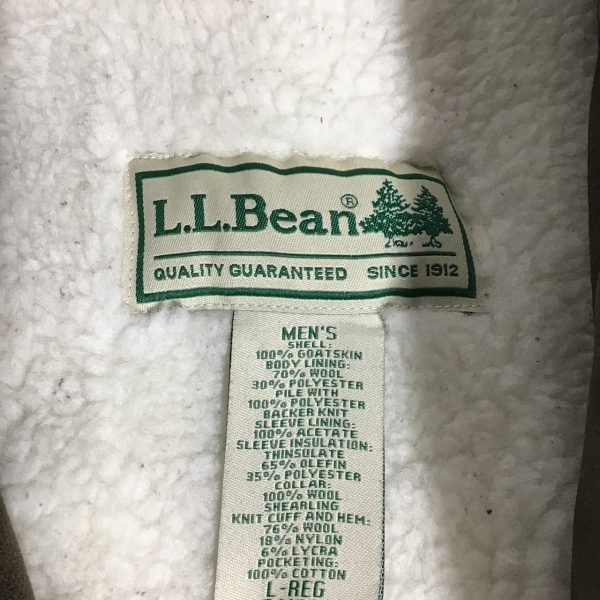 L.L.Bean®
QUALITY GUARANTEED SINCE 1912
MEN'S
SHELL:
100% GOATSKIN
BODY LINING:
70% WOOL
30% POLYESTER
PILE WITH
100% POLYESTER
BACKER KNIT
SLEEVE LINING:
100% ACETATE
SLEEVE INSULATION:
THINSULATE
65% OLEFIN
35% POLYESTER
COLLAR:
100% WOOL
SHEARLING
KNIT CUFF AND HEM:
76% WOOL
18% NYLON
6% LYCRA
POCKETING:
100% COTTON
L-REG